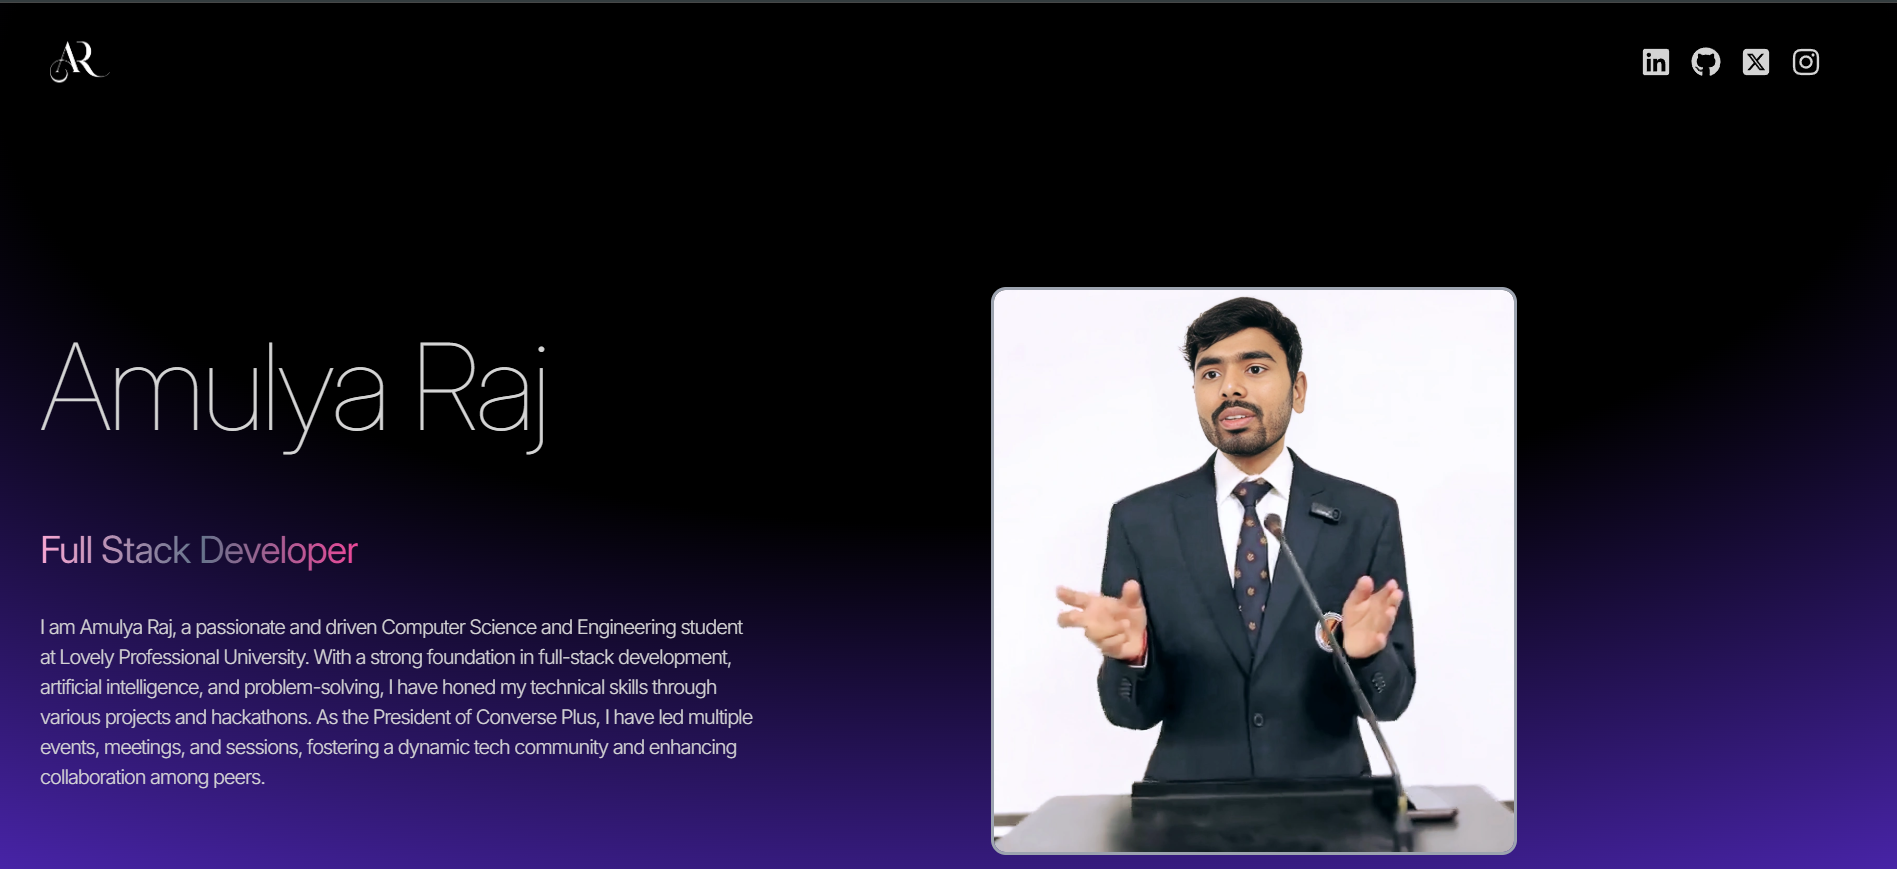 AR
Amulya Raj
Full Stack Developer
I am Amulya Raj, a passionate and driven Computer Science and Engineering student
at Lovely Professional University. With a strong foundation in full-stack development,
artificial intelligence, and problem-solving, I have honed my technical skills through
various projects and hackathons. As the President of Converse Plus, I have led multiple
events, meetings, and sessions, fostering a dynamic tech community and enhancing
collaboration among peers.